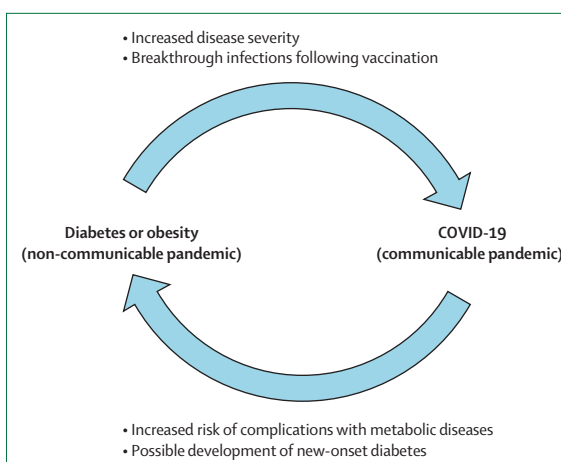 • Increased disease severity
• Breakthrough infections following vaccination
Diabetes or obesity
(non-communicable pandemic)
COVID-19
(communicable pandemic)
• Increased risk of complications with metabolic diseases
• Possible development of new-onset diabetes